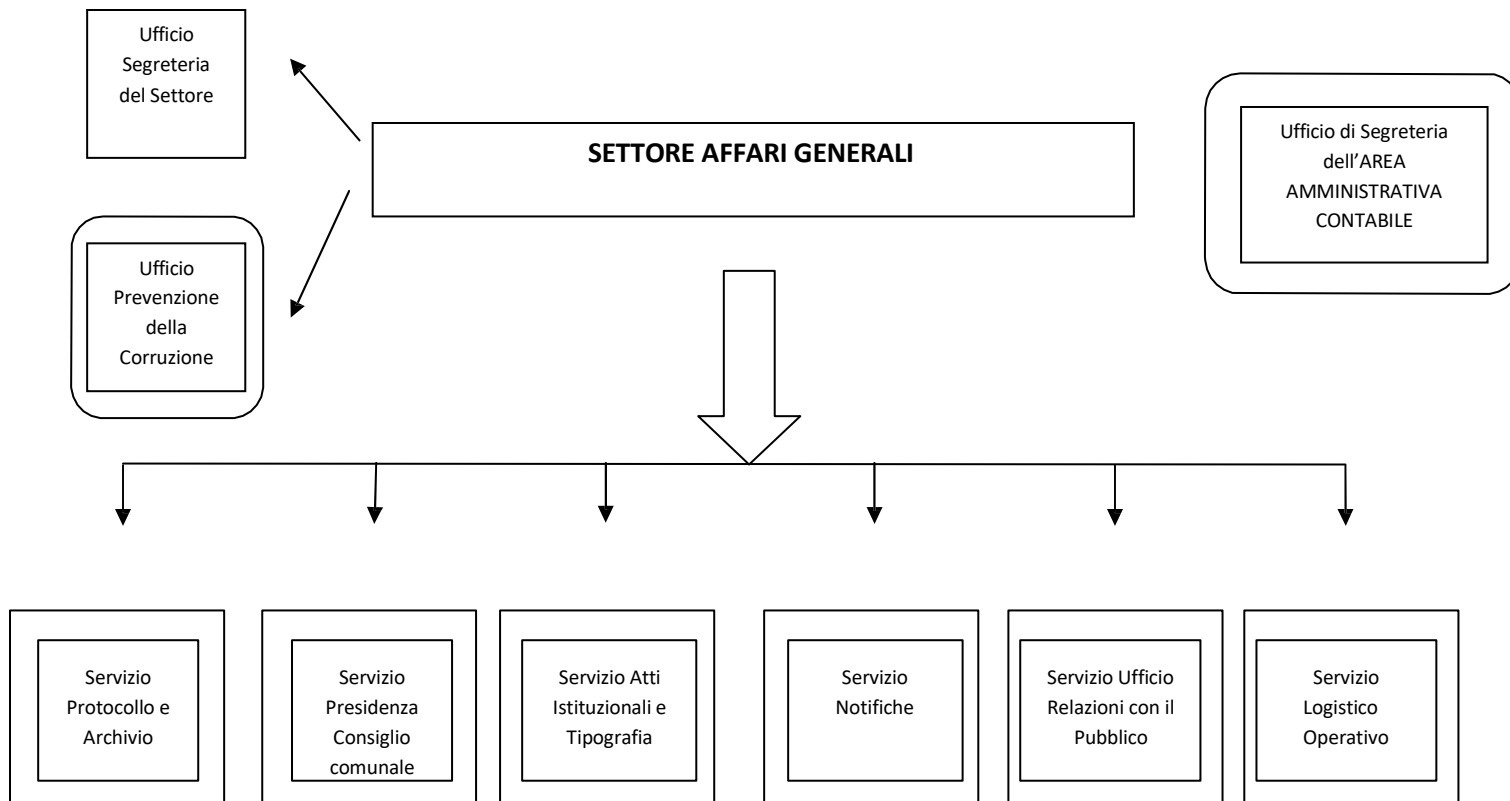 Ufficio
Segreteria
del Settore
SETTORE AFFARI GENERALI
Ufficio di Segreteria
dell’AREA
AMMINISTRATIVA
CONTABILE
Ufficio
Prevenzione
della
Corruzione
Servizio
Protocollo e
Archivio
Servizio
Presidenza
Consiglio
comunale
Servizio Atti
Istituzionali e
Tipografia
Servizio
Notifiche
Servizio Ufficio
Relazioni con il
Pubblico
Servizio
Logistico
Operativo